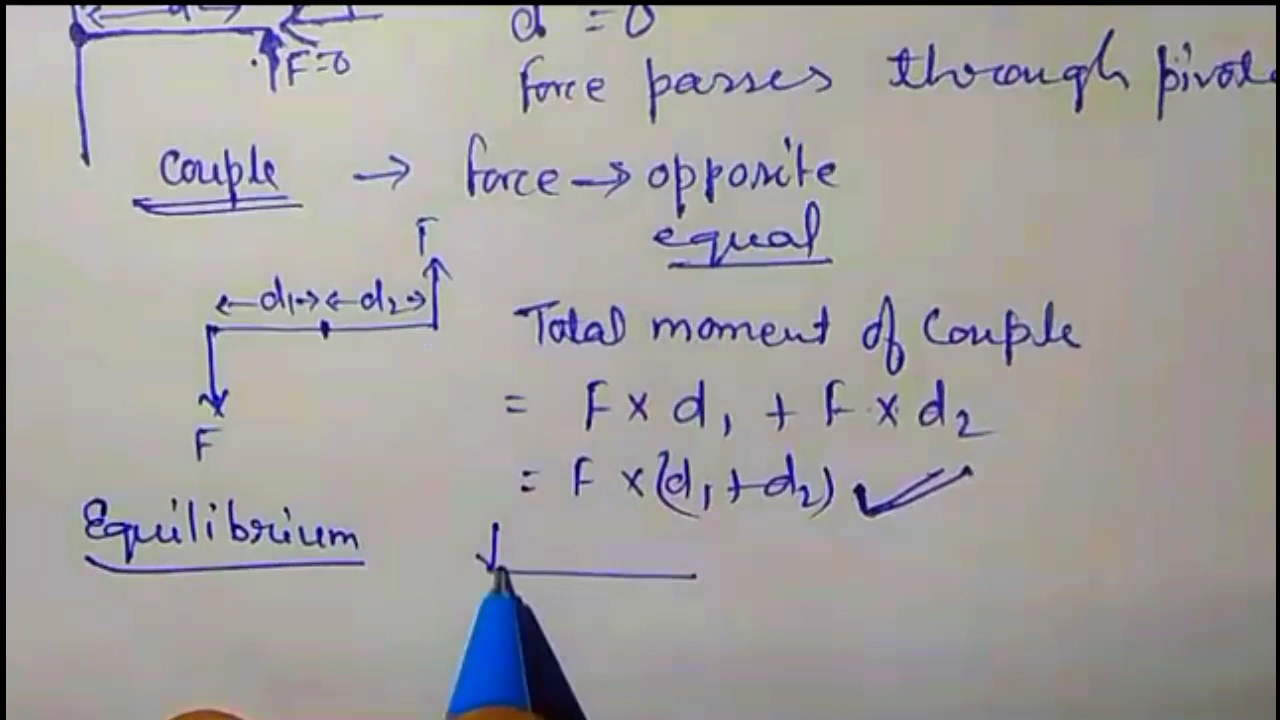 d = 0
F=0
force passes through pivot
Couple → force → opposite
equal
F
←d₁→←d₂→
Total moment of Couple
= F × d₁ + F × d₂
F
= F × (d₁ + d₂) ✓
Equilibrium